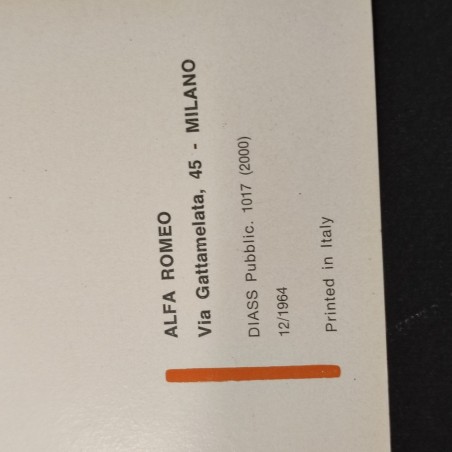 ALFA ROMEO
Via Gattamelata, 45 - MILANO
DIASS Pubblic. 1017 (2000)
12/1964
Printed in Italy